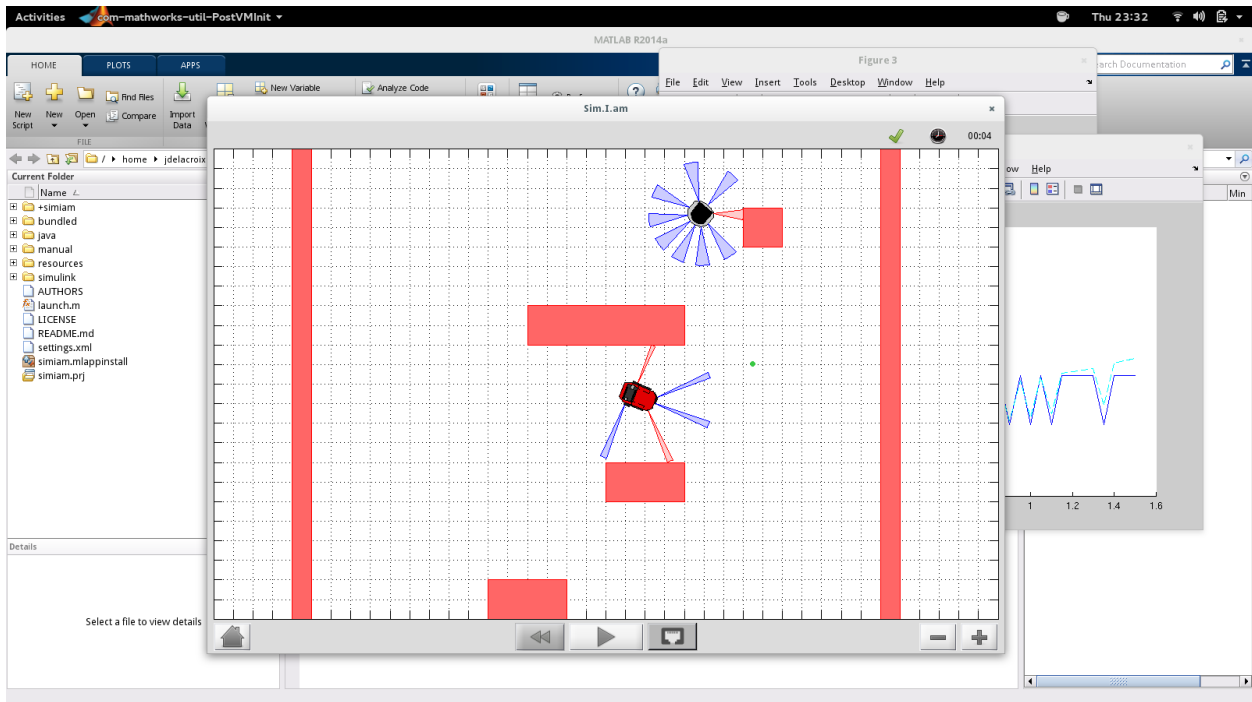 Activities com-mathworks-util-PostVMInit Thu 23:32
MATLAB R2014a
HOME PLOTS APPS
Figure 3
File Edit View Insert Tools Desktop Window Help
arch Documentation
New Script
New
Open
Find Files
Compare
Import Data
New Variable
Analyze Code
FILE
/ home jdelacroix
Sim.I.am
00:04
Help
Min
Current Folder
Name
+simiam
bundled
java
manual
resources
simulink
AUTHORS
launch.m
LICENSE
README.md
settings.xml
simiam.mlappinstall
simiam.prj
1 1.2 1.4 1.6
Details
Select a file to view details